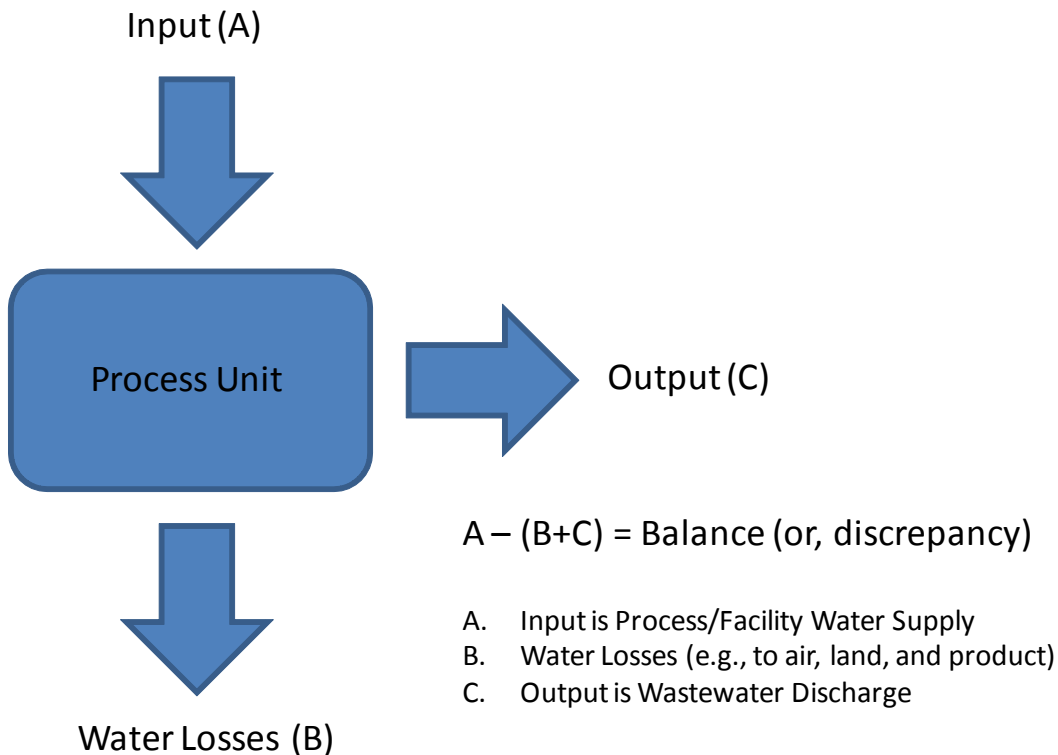 Input (A)
Process Unit
Output (C)
A – (B+C) = Balance (or, discrepancy)
A. Input is Process/Facility Water Supply
B. Water Losses (e.g., to air, land, and product)
C. Output is Wastewater Discharge
Water Losses (B)